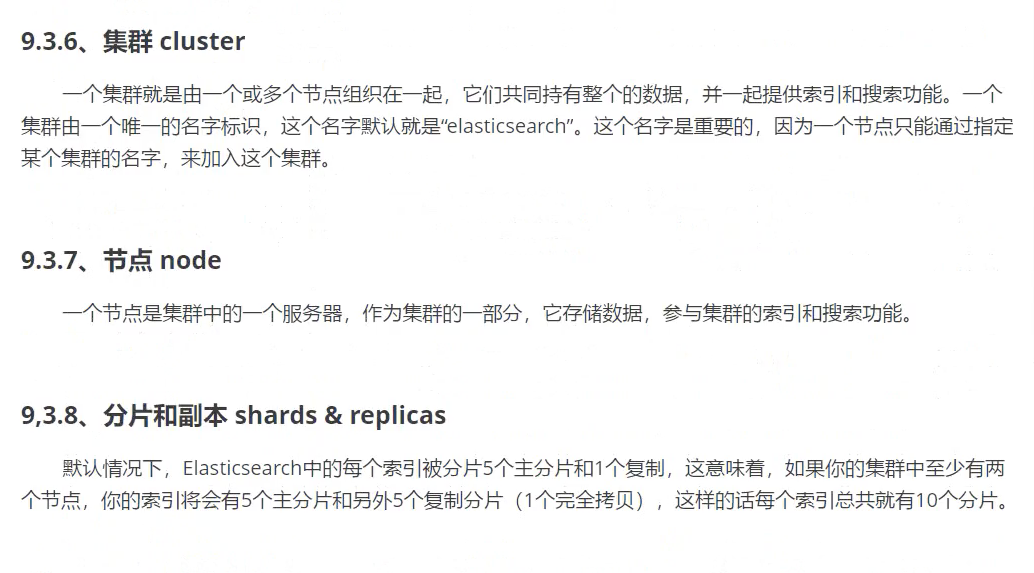 9.3.6、集群 cluster
一个集群就是由一个或多个节点组织在一起，它们共同持有整个的数据，并一起提供索引和搜索功能。一个
集群由一个唯一的名字标识，这个名字默认就是“elasticsearch”。这个名字是重要的，因为一个节点只能通过指定
某个集群的名字，来加入这个集群。
9.3.7、节点 node
一个节点是集群中的一个服务器，作为集群的一部分，它存储数据，参与集群的索引和搜索功能。
9,3.8、分片和副本 shards & replicas
默认情况下，Elasticsearch中的每个索引被分片5个主分片和1个复制，这意味着，如果你的集群中至少有两
个节点，你的索引将会有5个主分片和另外5个复制分片（1个完全拷贝），这样的话每个索引总共就有10个分片。